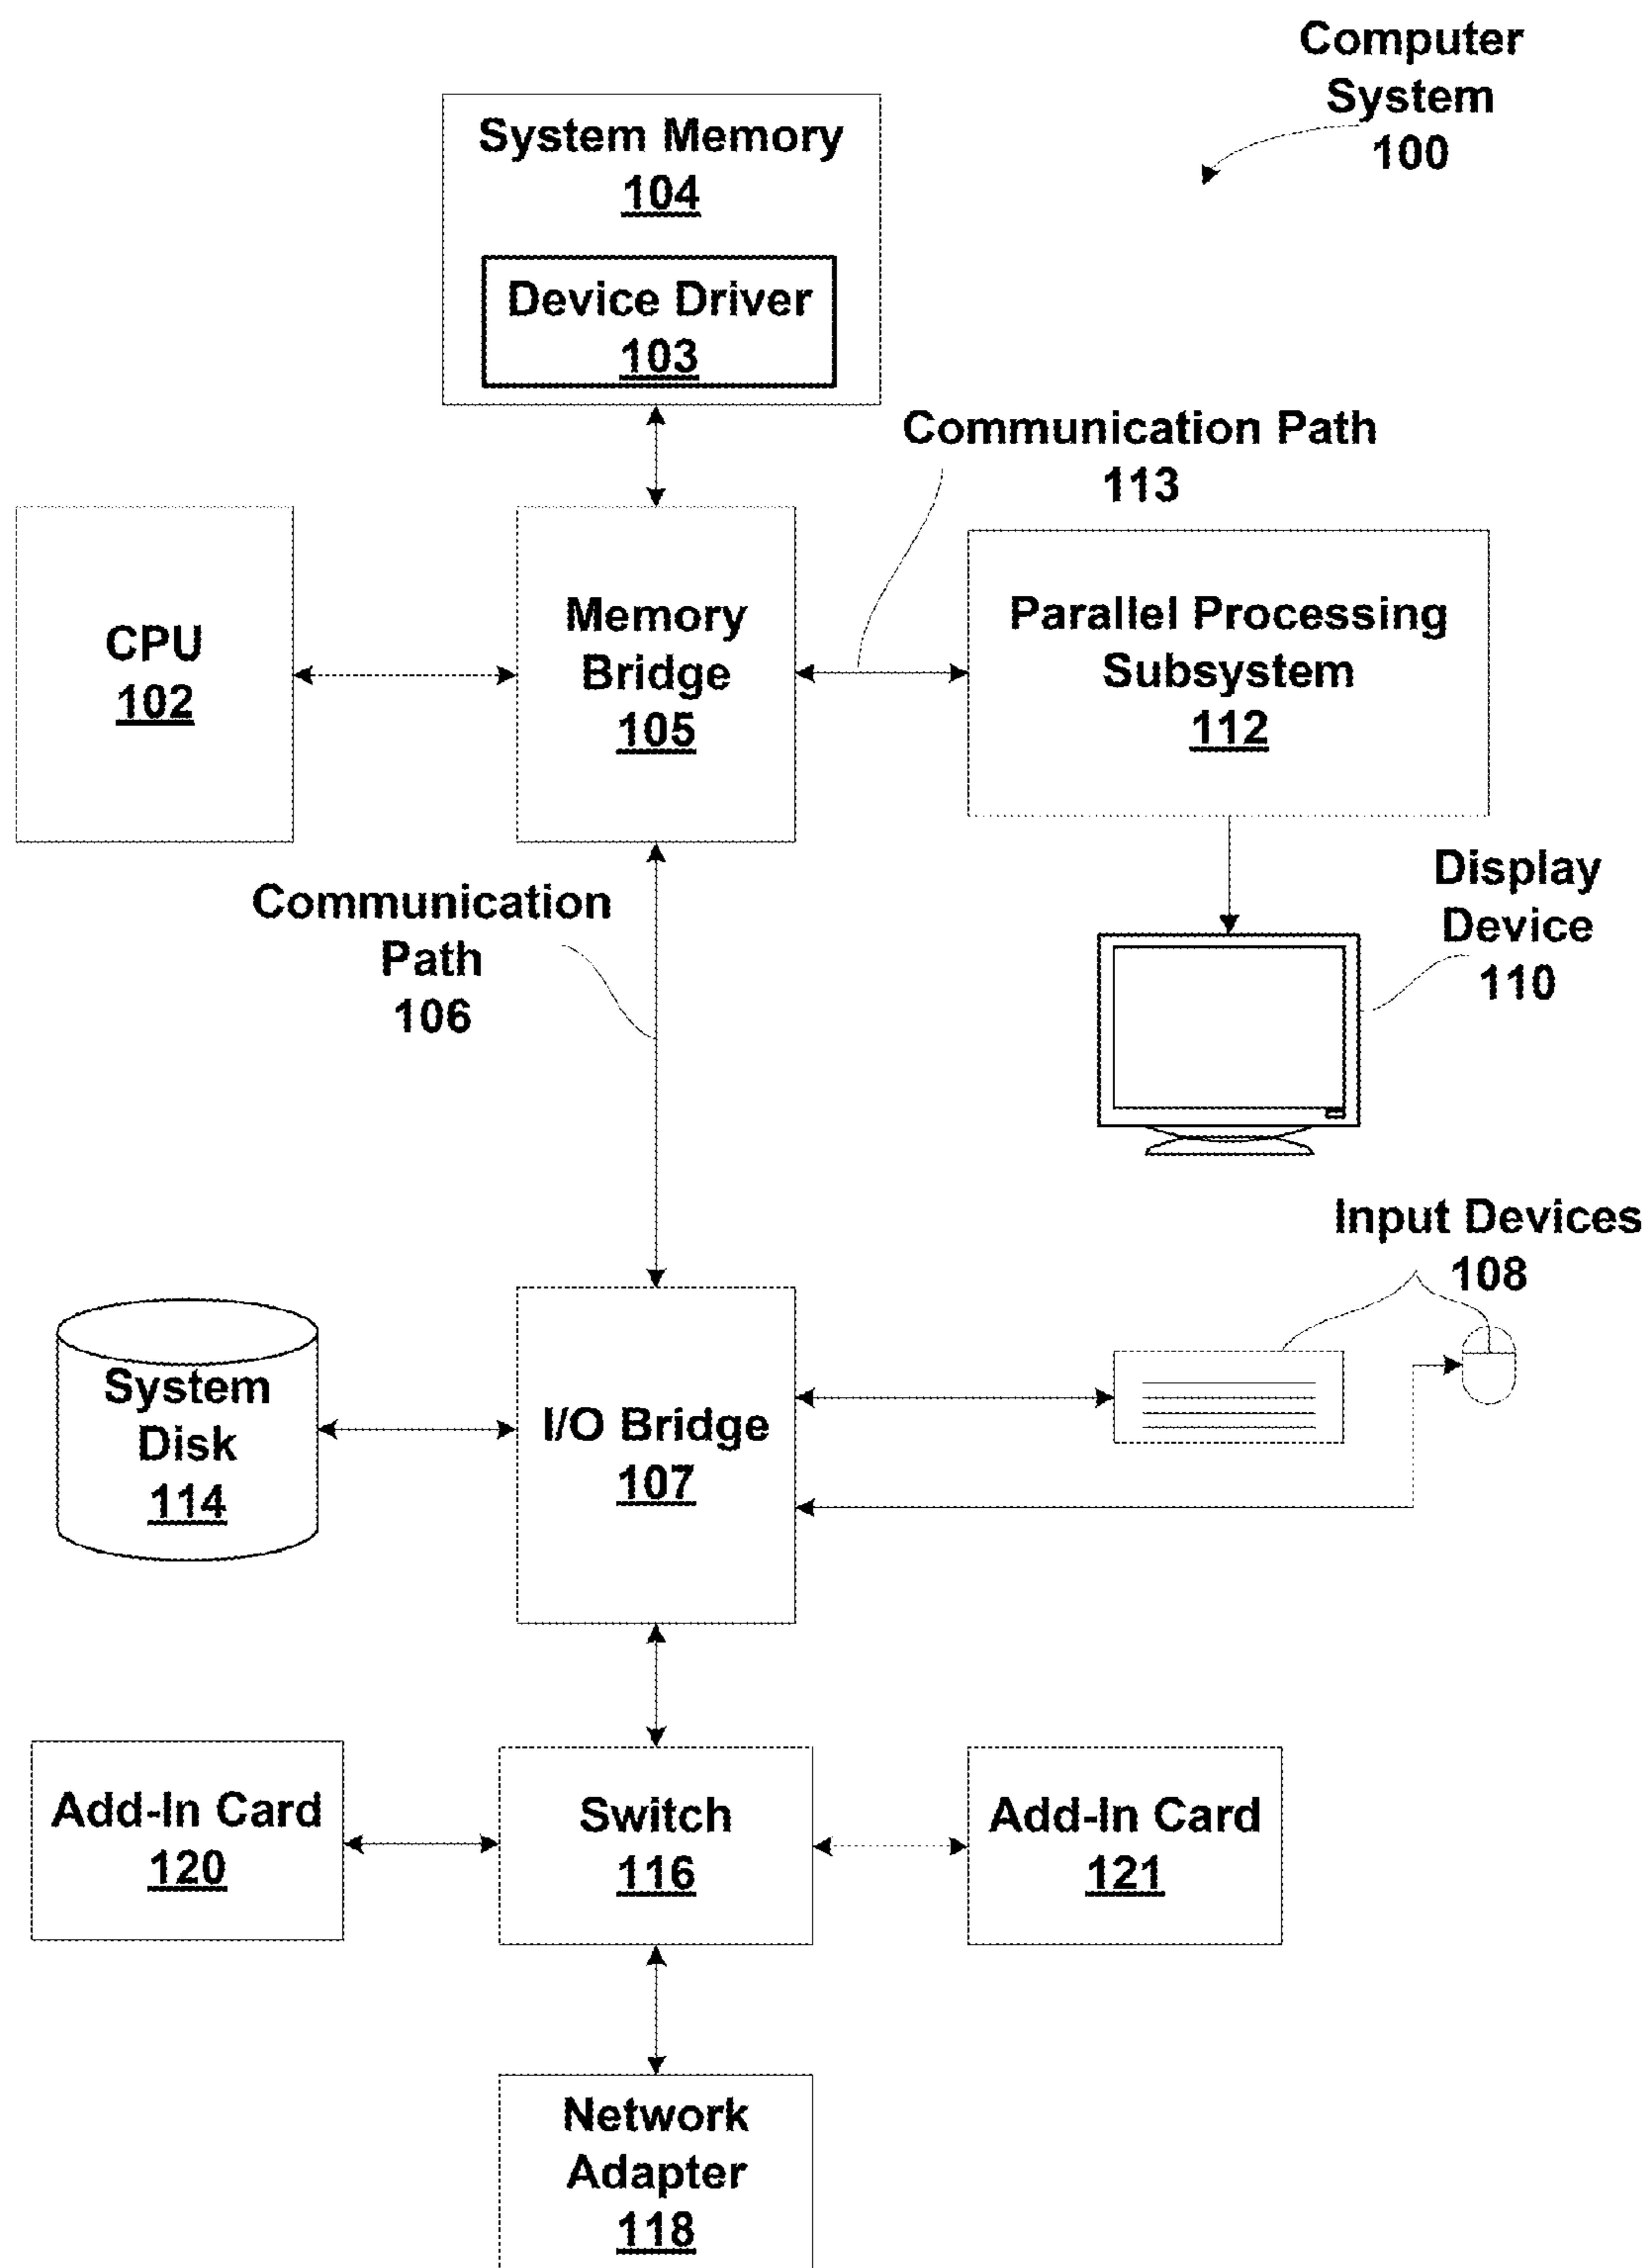 Computer
System
100
System Memory
104
Device Driver
103
Communication Path
113
CPU
102
Memory
Bridge
105
Parallel Processing
Subsystem
112
Communication
Path
106
Display
Device
110
Input Devices
108
System
Disk
114
I/O Bridge
107
Add-In Card
120
Switch
116
Add-In Card
121
Network
Adapter
118